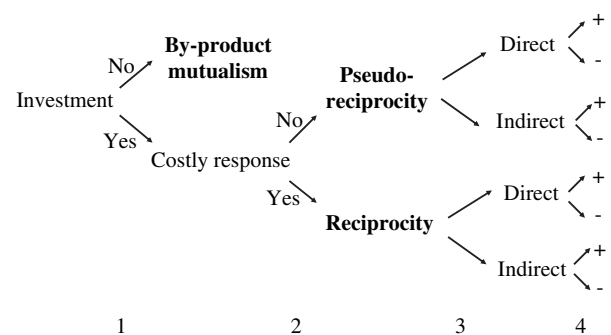 Investment
No
By-product
mutualism
Yes
Costly response
No
Pseudo-
reciprocity
Yes
Reciprocity
Direct
+
-
Indirect
+
-
Direct
+
-
Indirect
+
-
1 2 3 4